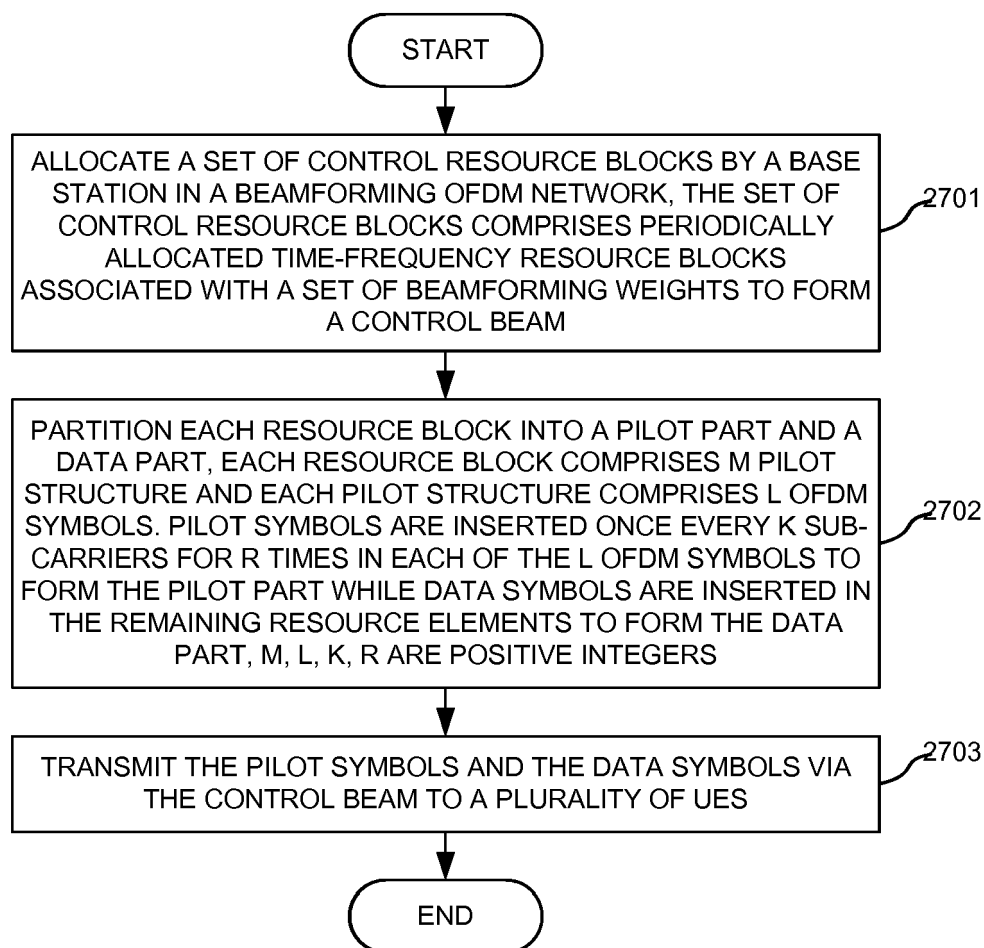 START
ALLOCATE A SET OF CONTROL RESOURCE BLOCKS BY A BASE
STATION IN A BEAMFORMING OFDM NETWORK, THE SET OF
CONTROL RESOURCE BLOCKS COMPRISES PERIODICALLY
ALLOCATED TIME-FREQUENCY RESOURCE BLOCKS
ASSOCIATED WITH A SET OF BEAMFORMING WEIGHTS TO FORM
A CONTROL BEAM
2701
PARTITION EACH RESOURCE BLOCK INTO A PILOT PART AND A
DATA PART, EACH RESOURCE BLOCK COMPRISES M PILOT
STRUCTURE AND EACH PILOT STRUCTURE COMPRISES L OFDM
SYMBOLS. PILOT SYMBOLS ARE INSERTED ONCE EVERY K SUB-
CARRIERS FOR R TIMES IN EACH OF THE L OFDM SYMBOLS TO
FORM THE PILOT PART WHILE DATA SYMBOLS ARE INSERTED IN
THE REMAINING RESOURCE ELEMENTS TO FORM THE DATA
PART, M, L, K, R ARE POSITIVE INTEGERS
2702
TRANSMIT THE PILOT SYMBOLS AND THE DATA SYMBOLS VIA
THE CONTROL BEAM TO A PLURALITY OF UES
2703
END